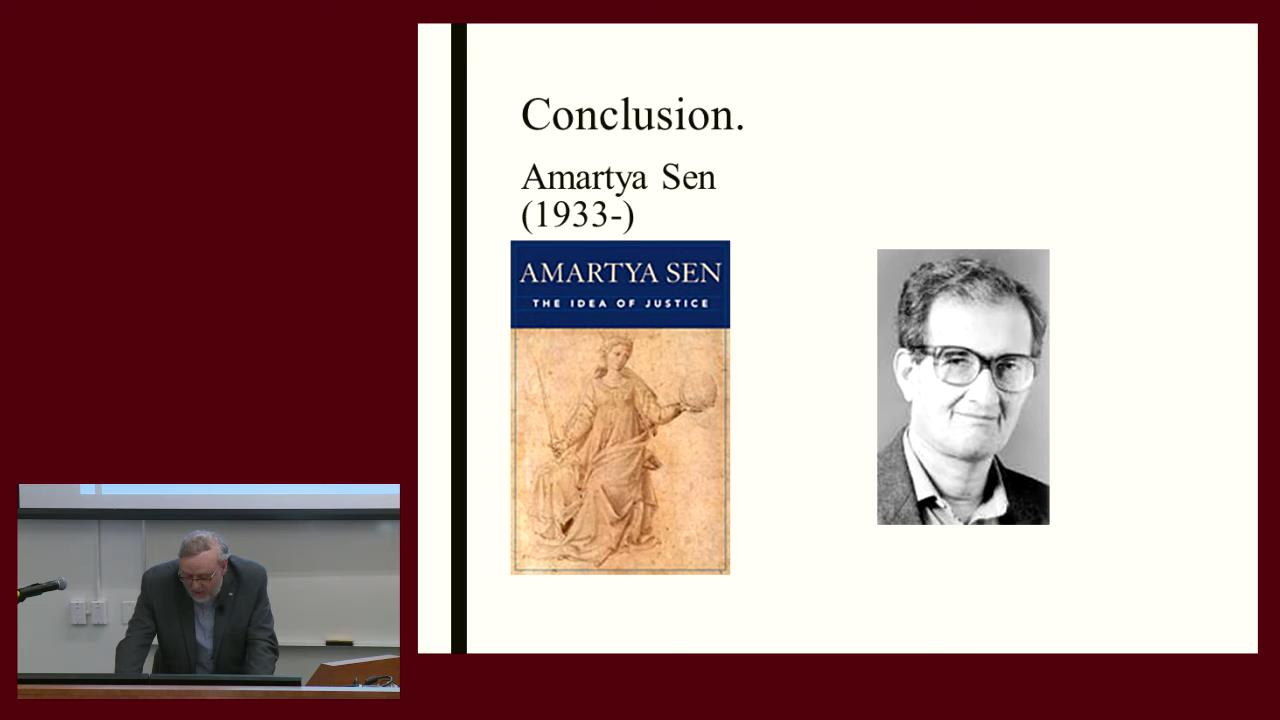 Conclusion.
Amartya Sen
(1933-)
AMARTYA SEN
THE IDEA OF JUSTICE